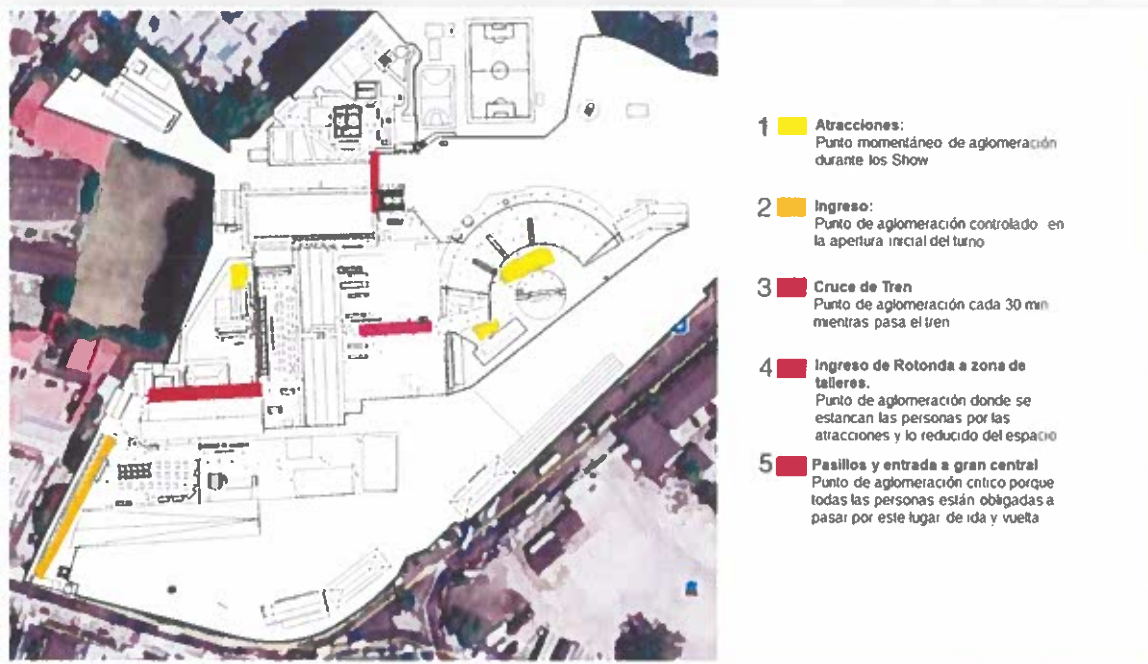 1 Atracciones:
Punto momentáneo de aglomeración
durante los Show
2 Ingreso:
Punto de aglomeración controlado en
la apertura inicial del turno
3 Cruce de Tren
Punto de aglomeración cada 30 min
mientras pasa el tren
4 Ingreso de Rotonda a zona de
talleres.
Punto de aglomeración donde se
estancan las personas por las
atracciones y lo reducido del espacio
5 Pasillos y entrada a gran central
Punto de aglomeración critico porque
todas las personas están obligadas a
pasar por este lugar de ida y vuelta